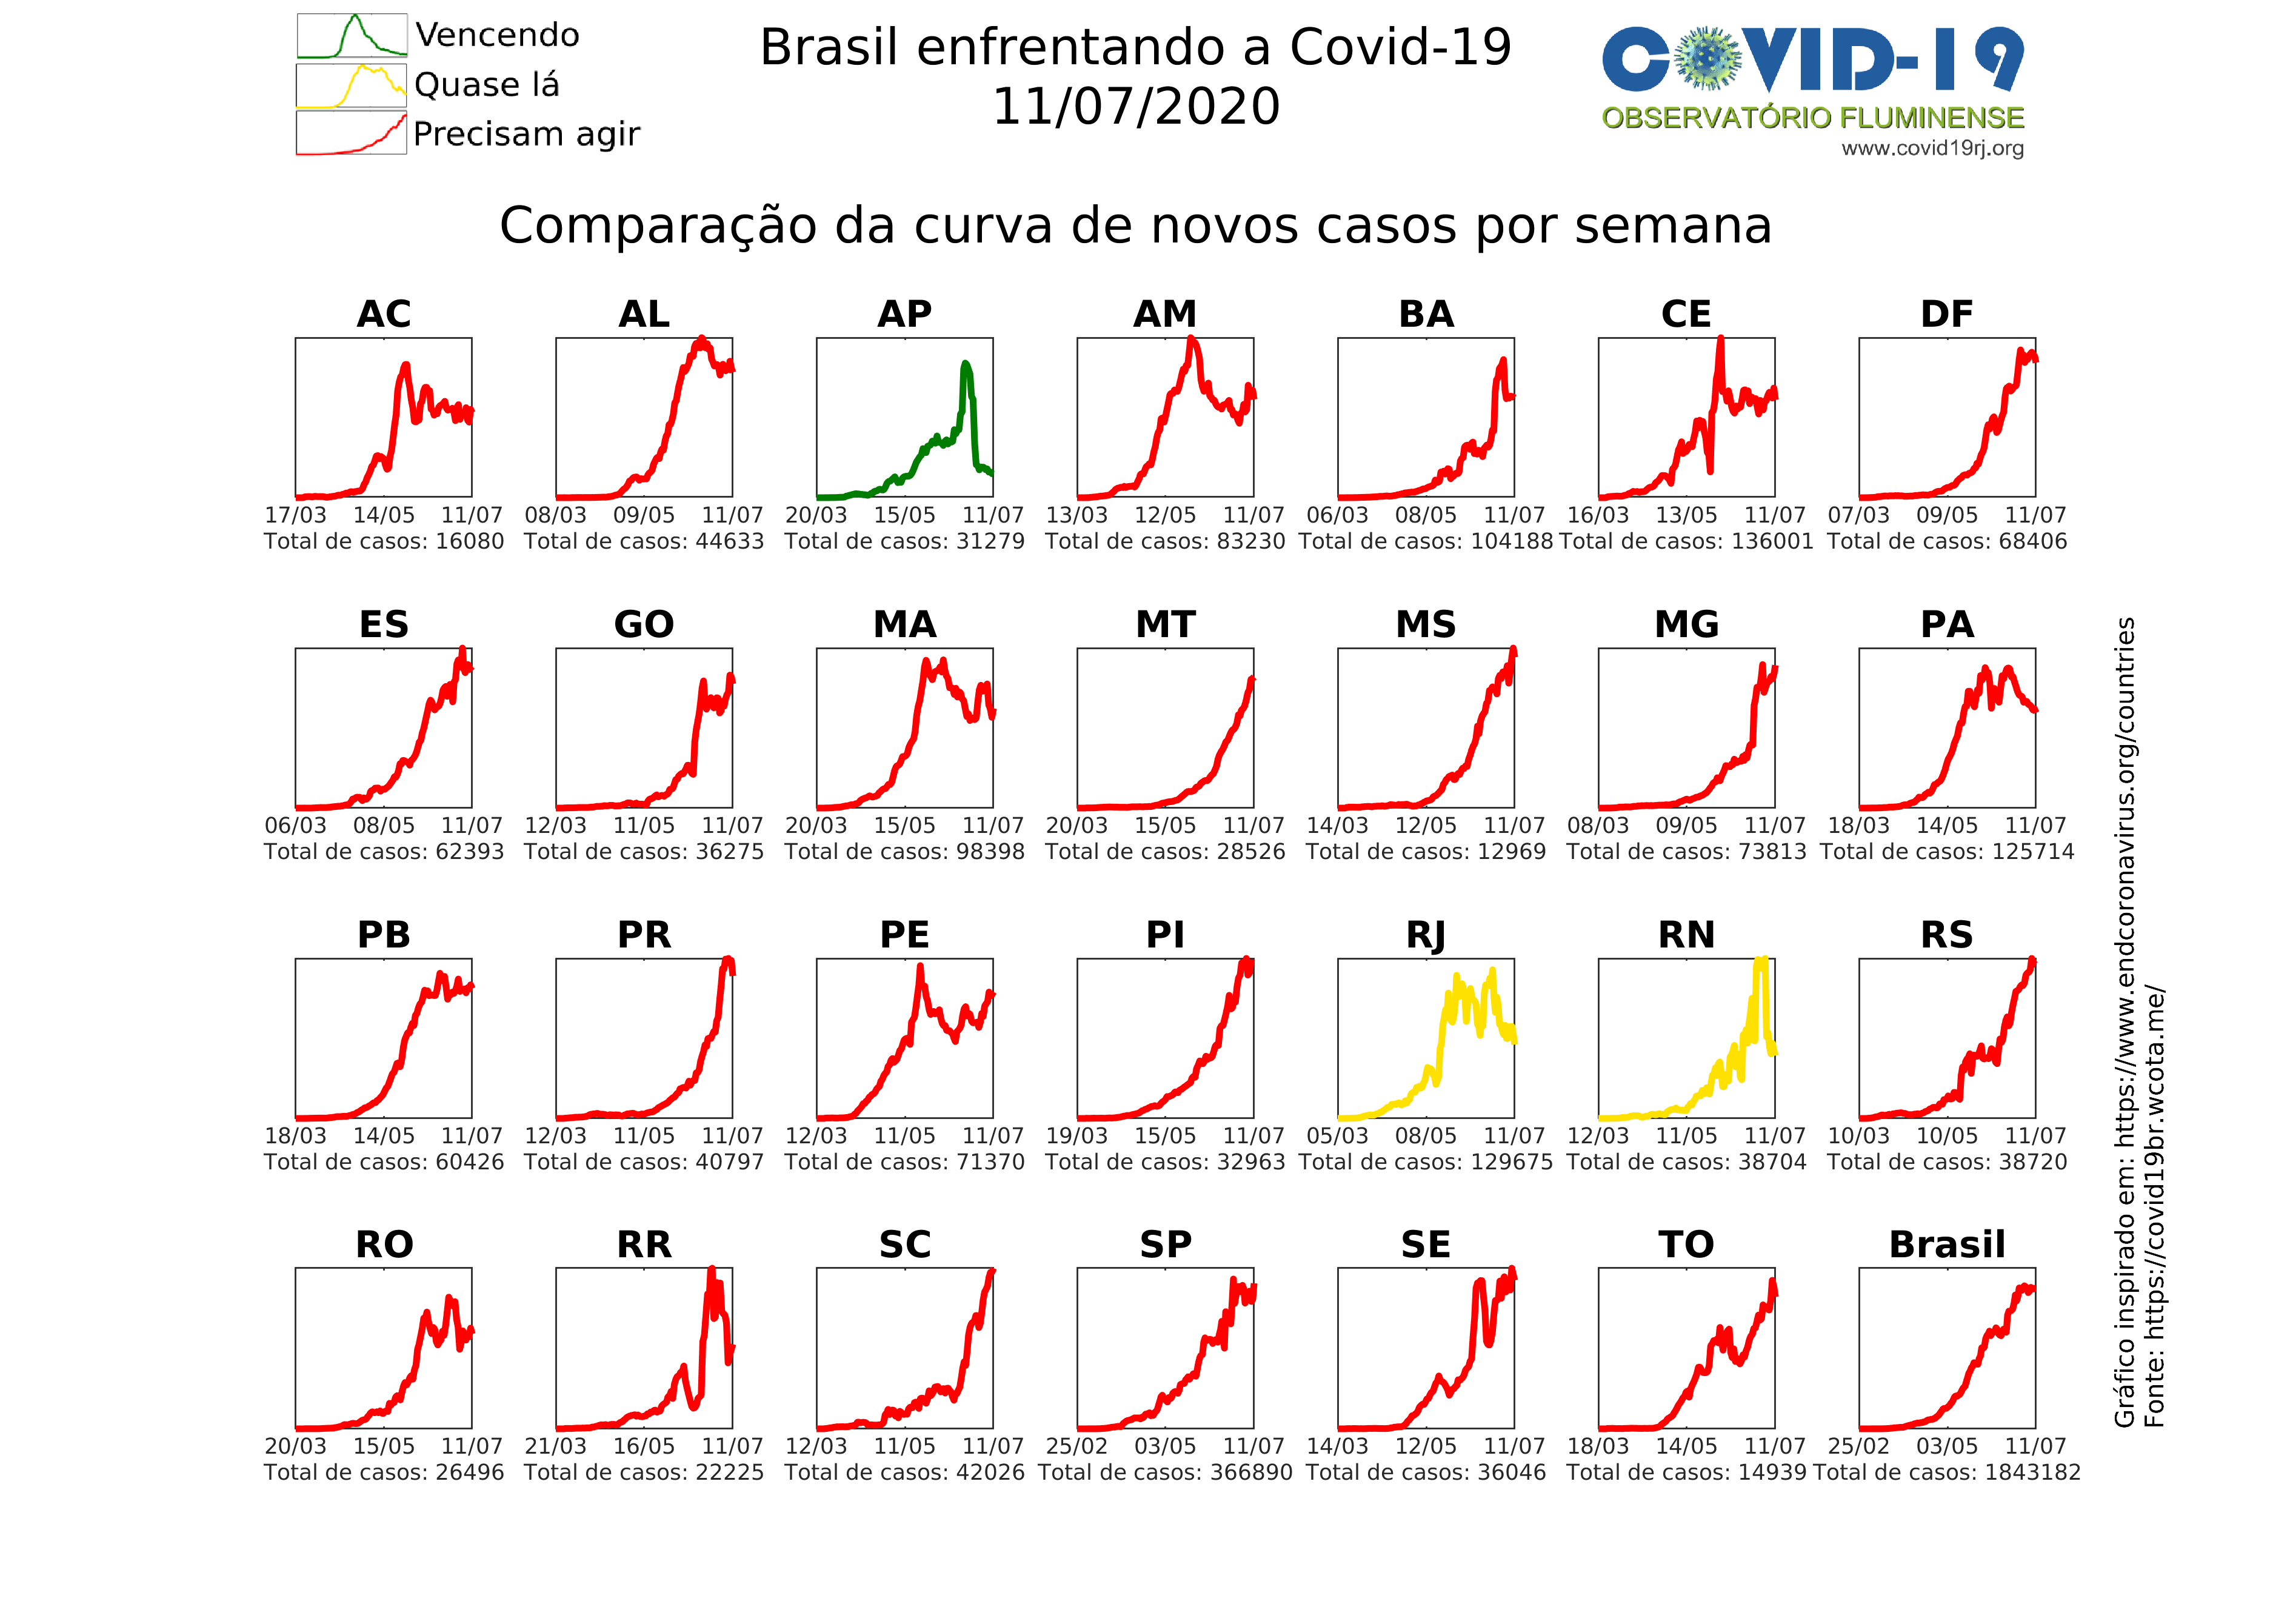 Vencendo
Quase lá
Precisam agir
Brasil enfrentando a Covid-19
11/07/2020
COVID-19
OBSERVATÓRIO FLUMINENSE
www.covid19rj.org
Comparação da curva de novos casos por semana
AC AL AP AM BA CE DF
17/03 14/05 11/07 08/03 09/05 11/07 20/03 15/05 11/07 13/03 12/05 11/07 06/03 08/05 11/07 16/03 13/05 11/07 07/03 09/05 11/07
Total de casos: 16080 Total de casos: 44633 Total de casos: 31279 Total de casos: 83230 Total de casos: 104188 Total de casos: 136001 Total de casos: 68406
ES GO MA MT MS MG PA
06/03 08/05 11/07 12/03 11/05 11/07 20/03 15/05 11/07 20/03 15/05 11/07 14/03 12/05 11/07 08/03 09/05 11/07 18/03 14/05 11/07
Total de casos: 62393 Total de casos: 36275 Total de casos: 98398 Total de casos: 28526 Total de casos: 12969 Total de casos: 73813 Total de casos: 125714
PB PR PE PI RJ RN RS
18/03 14/05 11/07 12/03 11/05 11/07 12/03 11/05 11/07 19/03 15/05 11/07 05/03 08/05 11/07 12/03 11/05 11/07 10/03 10/05 11/07
Total de casos: 60426 Total de casos: 40797 Total de casos: 71370 Total de casos: 32963 Total de casos: 129675 Total de casos: 38704 Total de casos: 38720
RO RR SC SP SE TO Brasil
20/03 15/05 11/07 21/03 16/05 11/07 12/03 11/05 11/07 25/02 03/05 11/07 14/03 12/05 11/07 18/03 14/05 11/07 25/02 03/05 11/07
Total de casos: 26496 Total de casos: 22225 Total de casos: 42026 Total de casos: 366890 Total de casos: 36046 Total de casos: 14939 Total de casos: 1843182
Gráfico inspirado em: https://www.endcoronavirus.org/countries
Fonte: https://covid19br.wcota.me/